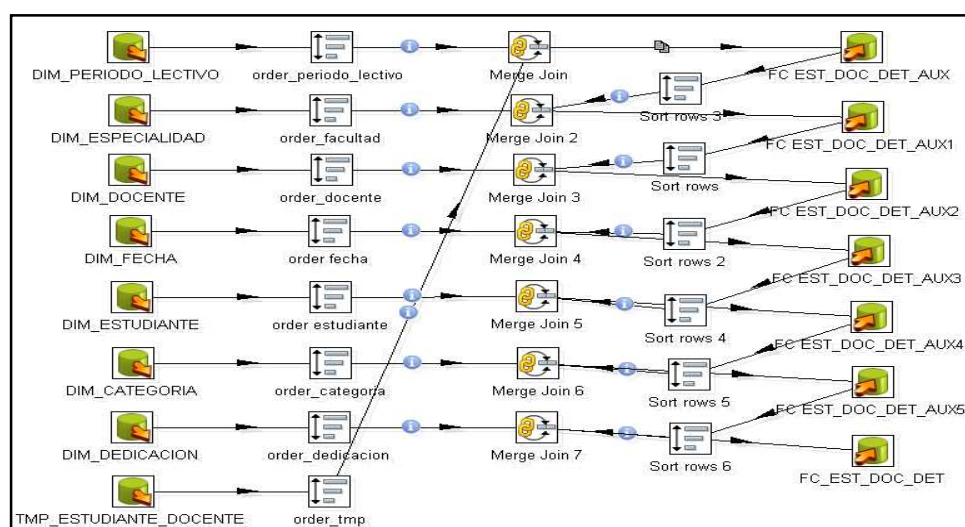 DIM_PERIODO_LECTIVO
order_periodo_lectivo
Merge Join
FC EST_DOC_DET_AUX
Sort rows 3
DIM_ESPECIALIDAD
order_facultad
Merge Join 2
FC EST_DOC_DET_AUX1
Sort rows
DIM_DOCENTE
order_docente
Merge Join 3
FC EST_DOC_DET_AUX2
DIM_FECHA
order fecha
Merge Join 4
Sort rows 2
FC EST_DOC_DET_AUX3
DIM_ESTUDIANTE
order estudiante
Merge Join 5
Sort rows 4
FC EST_DOC_DET_AUX4
DIM_CATEGORIA
order_categoria
Merge Join 6
Sort rows 5
FC EST_DOC_DET_AUX5
DIM_DEDICACION
order_dedicacion
Merge Join 7
Sort rows 6
FC_EST_DOC_DET
TMP_ESTUDIANTE_DOCENTE
order_tmp